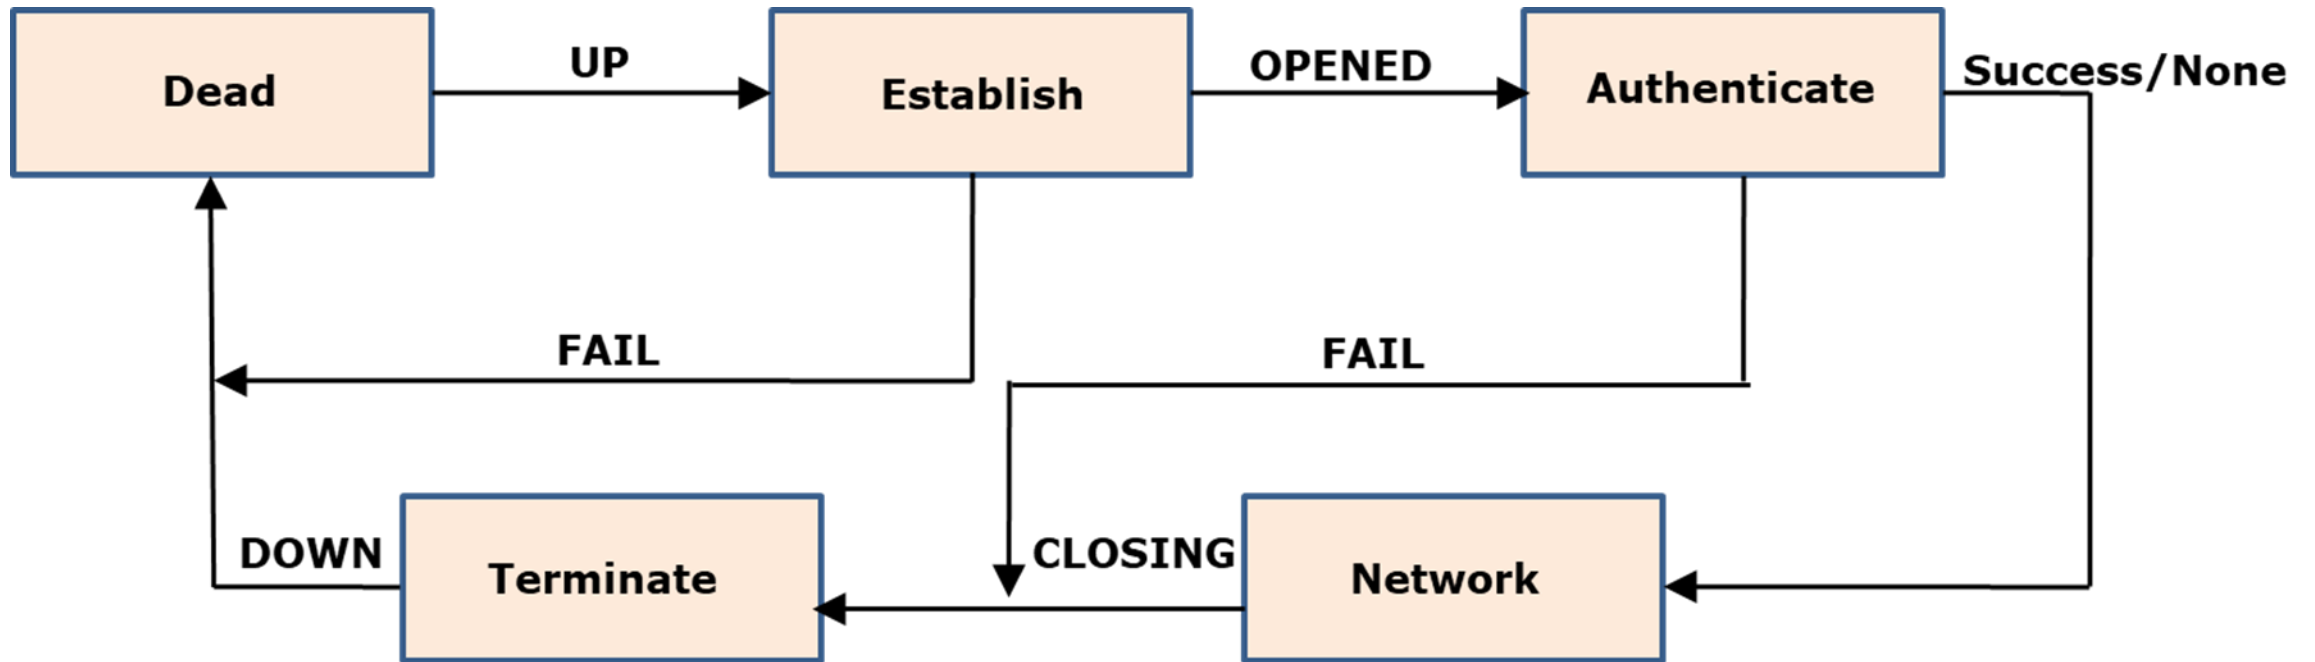 Dead
UP
Establish
OPENED
Authenticate
Success/None
FAIL
FAIL
DOWN
Terminate
CLOSING
Network